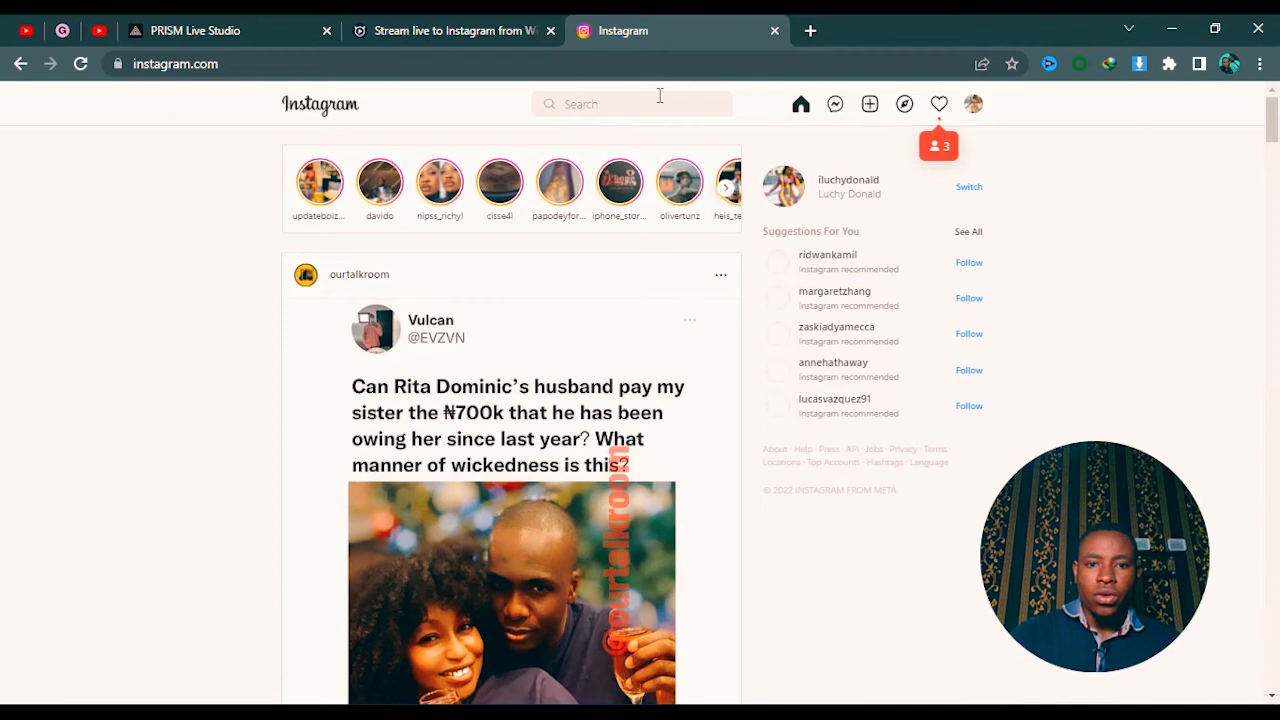 PRISM Live Studio
Stream live to Instagram from W
Instagram
instagram.com
Instagram
Search
3
updateboiz...
davido
nipss_richyl
cisse4l
papodeyfor...
iphone_stor...
olivertunz
heis_te
iluchydonald
Luchy Donald
Switch
Suggestions For You
See All
ridwankamil
Instagram recommended
Follow
margaretzhang
Instagram recommended
Follow
zaskiadyamecca
Instagram recommended
Follow
annehathaway
Instagram recommended
Follow
lucasvazquez91
Instagram recommended
Follow
About · Help · Press · API · Jobs · Privacy · Terms ·
Locations · Top Accounts · Hashtags · Language
© 2022 INSTAGRAM FROM META
ourtalkroom
Vulcan
@EVZVN
Can Rita Dominic's husband pay my
sister the ₦700k that he has been
owing her since last year? What
manner of wickedness is this?
@ourtalkroom